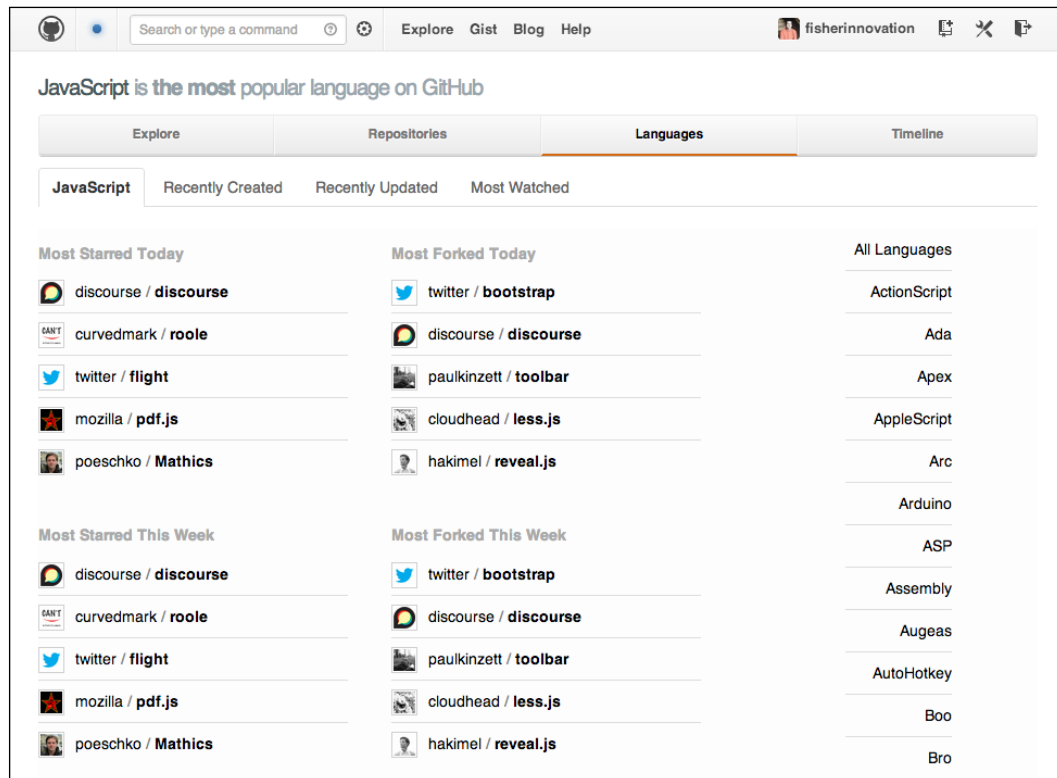 Search or type a command
Explore Gist Blog Help
fisherinnovation
JavaScript is the most popular language on GitHub
Explore Repositories Languages Timeline
JavaScript Recently Created Recently Updated Most Watched
Most Starred Today
discourse / discourse
curvedmark / roole
twitter / flight
mozilla / pdf.js
poeschko / Mathics
Most Forked Today
twitter / bootstrap
discourse / discourse
paulkinzett / toolbar
cloudhead / less.js
hakimel / reveal.js
Most Starred This Week
discourse / discourse
CAN'T
curvedmark / roole
twitter / flight
mozilla / pdf.js
poeschko / Mathics
Most Forked This Week
twitter / bootstrap
discourse / discourse
paulkinzett / toolbar
cloudhead / less.js
hakimel / reveal.js
All Languages
ActionScript
Ada
Apex
AppleScript
Arc
Arduino
ASP
Assembly
Augeas
AutoHotkey
Boo
Bro